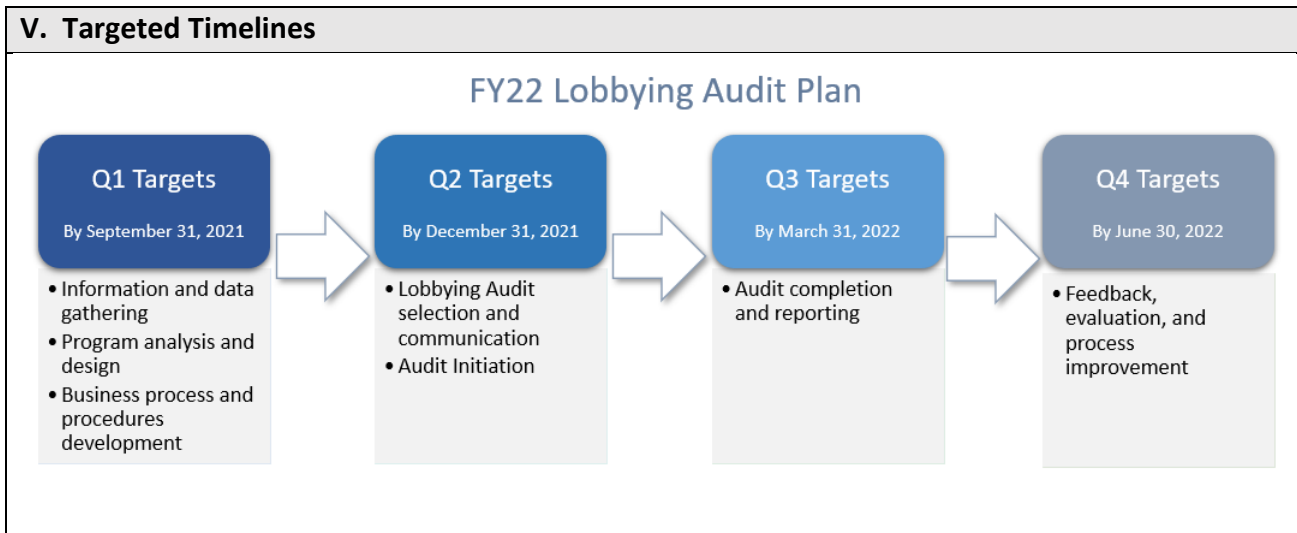 V. Targeted Timelines
FY22 Lobbying Audit Plan
Q1 Targets
By September 31, 2021
• Information and data
gathering
• Program analysis and
design
• Business process and
procedures
development
Q2 Targets
By December 31, 2021
• Lobbying Audit
selection and
communication
• Audit Initiation
Q3 Targets
By March 31, 2022
• Audit completion
and reporting
Q4 Targets
By June 30, 2022
• Feedback,
evaluation, and
process
improvement